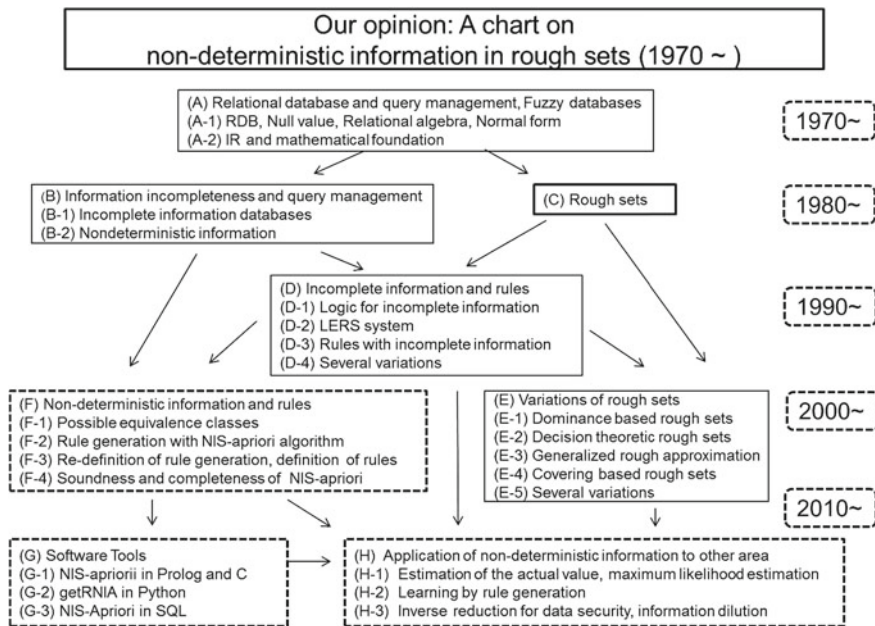 Our opinion: A chart on
non-deterministic information in rough sets (1970 ~ )
(A) Relational database and query management, Fuzzy databases
(A-1) RDB, Null value, Relational algebra, Normal form
(A-2) IR and mathematical foundation
1970~
(B) Information incompleteness and query management
(B-1) Incomplete information databases
(B-2) Nondeterministic information
(C) Rough sets
1980~
(D) Incomplete information and rules
(D-1) Logic for incomplete information
(D-2) LERS system
(D-3) Rules with incomplete information
(D-4) Several variations
1990~
(F) Non-deterministic information and rules
(F-1) Possible equivalence classes
(F-2) Rule generation with NIS-apriori algorithm
(F-3) Re-definition of rule generation, definition of rules
(F-4) Soundness and completeness of NIS-apriori
(E) Variations of rough sets
(E-1) Dominance based rough sets
(E-2) Decision theoretic rough sets
(E-3) Generalized rough approximation
(E-4) Covering based rough sets
(E-5) Several variations
2000~
2010~
(G) Software Tools
(G-1) NIS-apriorii in Prolog and C
(G-2) getRNIA in Python
(G-3) NIS-Apriori in SQL
(H) Application of non-deterministic information to other area
(H-1) Estimation of the actual value, maximum likelihood estimation
(H-2) Learning by rule generation
(H-3) Inverse reduction for data security, information dilution